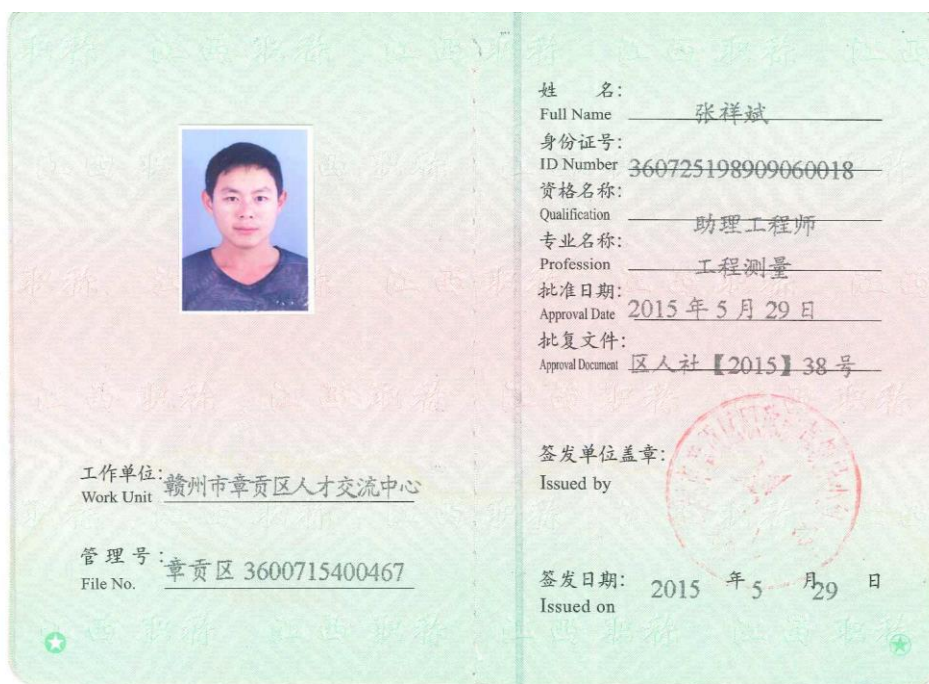 工作单位:
Work Unit 赣州市章贡区人才交流中心
管理号:
File No. 章贡区 3600715400467
姓 名:
Full Name 张祥斌
身份证号:
ID Number 360725198909060018
资格名称:
Qualification 助理工程师
专业名称:
Profession 工程测量
批准日期:
Approval Date 2015 年 5 月 29 日
批复文件:
Approval Document 区人社【2015】38 号
签发单位盖章:
Issued by
签发日期: 2015 年 5 月 29 日
Issued on
江西职称